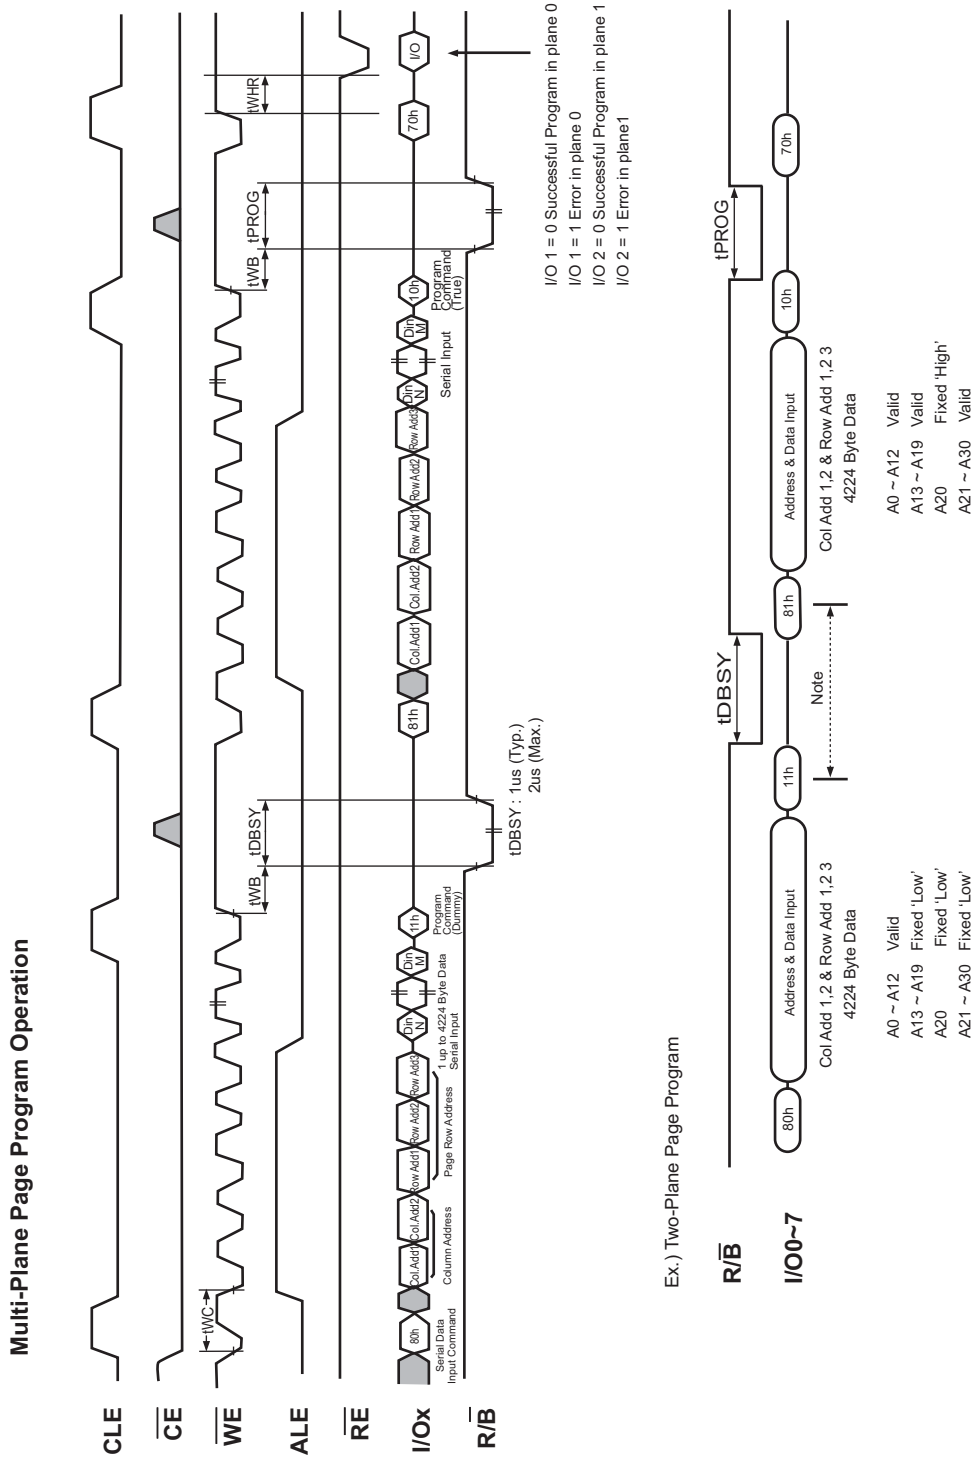 Multi-Plane Page Program Operation
CLE
CE
WE
tWC
tWB
tDBSY
tWB
tPROG
tWHR
ALE
RE
I/Ox
80h
Col.Add1
Col.Add2
Row Add1
Row Add2
Row Add3
Din
N
Din
M
11h
81h
Col.Add1
Col.Add2
Row Add1
Row Add2
Row Add3
Din
N
Din
M
10h
70h
I/O
Serial Data
Input Command
Column Address
Page Row Address
1 up to 4224 Byte Data
Serial Input
Program
Command
(Dummy)
Serial Input
Program
Command
(True)
R/B
tDBSY : 1us (Typ.)
2us (Max.)
I/O 1 = 0 Successful Program in plane 0
I/O 1 = 1 Error in plane 0
I/O 2 = 0 Successful Program in plane 1
I/O 2 = 1 Error in plane1
Ex.) Two-Plane Page Program
R/B
tDBSY
tPROG
I/O0~7
80h
Address & Data Input
11h
81h
Address & Data Input
10h
70h
Note
Col Add 1,2 & Row Add 1,2 3
4224 Byte Data
A0 ~ A12 Valid
A13 ~ A19 Fixed ‘Low’
A20 Fixed ‘Low’
A21 ~ A30 Fixed ‘Low’
Col Add 1,2 & Row Add 1,2 3
4224 Byte Data
A0 ~ A12 Valid
A13 ~ A19 Valid
A20 Fixed ‘High’
A21 ~ A30 Valid